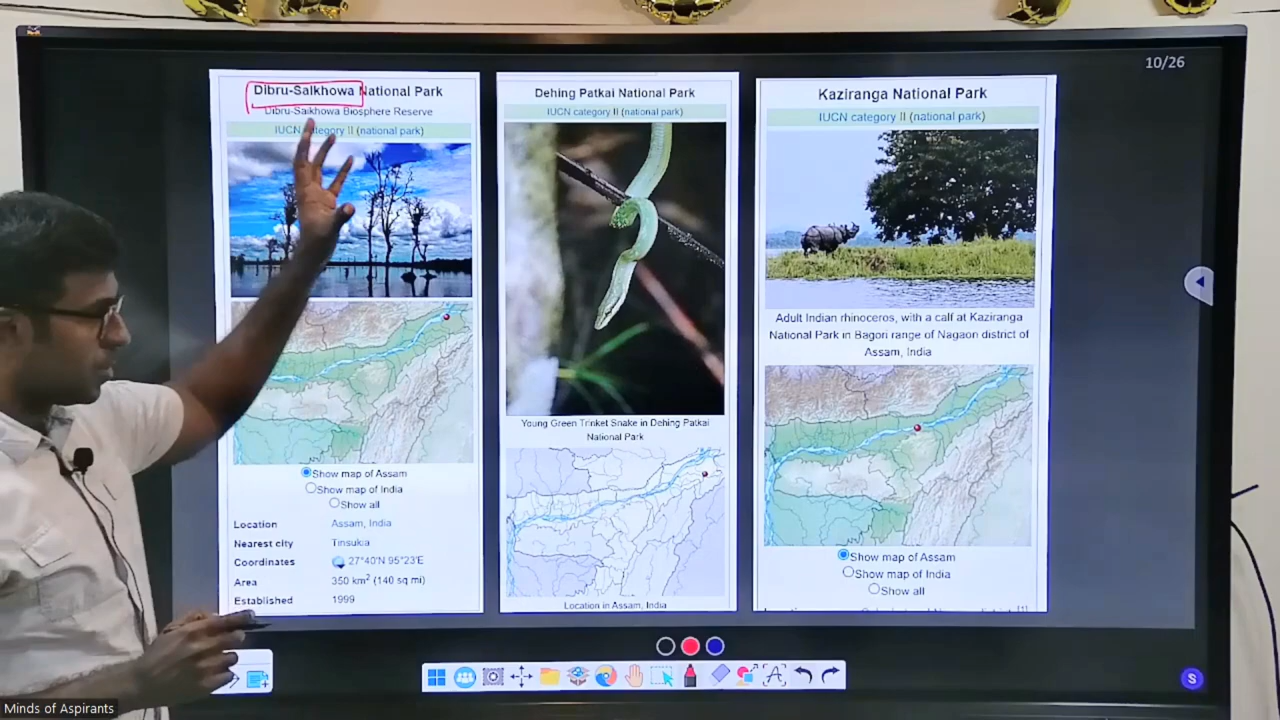 10/26
Dibru-Saikhowa National Park
Dibru-Saikhowa Biosphere Reserve
IUCN category II (national park)
Show map of Assam
Show map of India
Show all
Location Assam, India
Nearest city Tinsukia
Coordinates 27°40′N 95°23′E
Area 350 km2 (140 sq mi)
Established 1999
Dehing Patkai National Park
IUCN category II (national park)
Young Green Trinket Snake in Dehing Patkai
National Park
Location in Assam, India
Kaziranga National Park
IUCN category II (national park)
Adult Indian rhinoceros, with a calf at Kaziranga
National Park in Bagori range of Nagaon district of
Assam, India
Show map of Assam
Show map of India
Show all
A
S
Minds of Aspirants